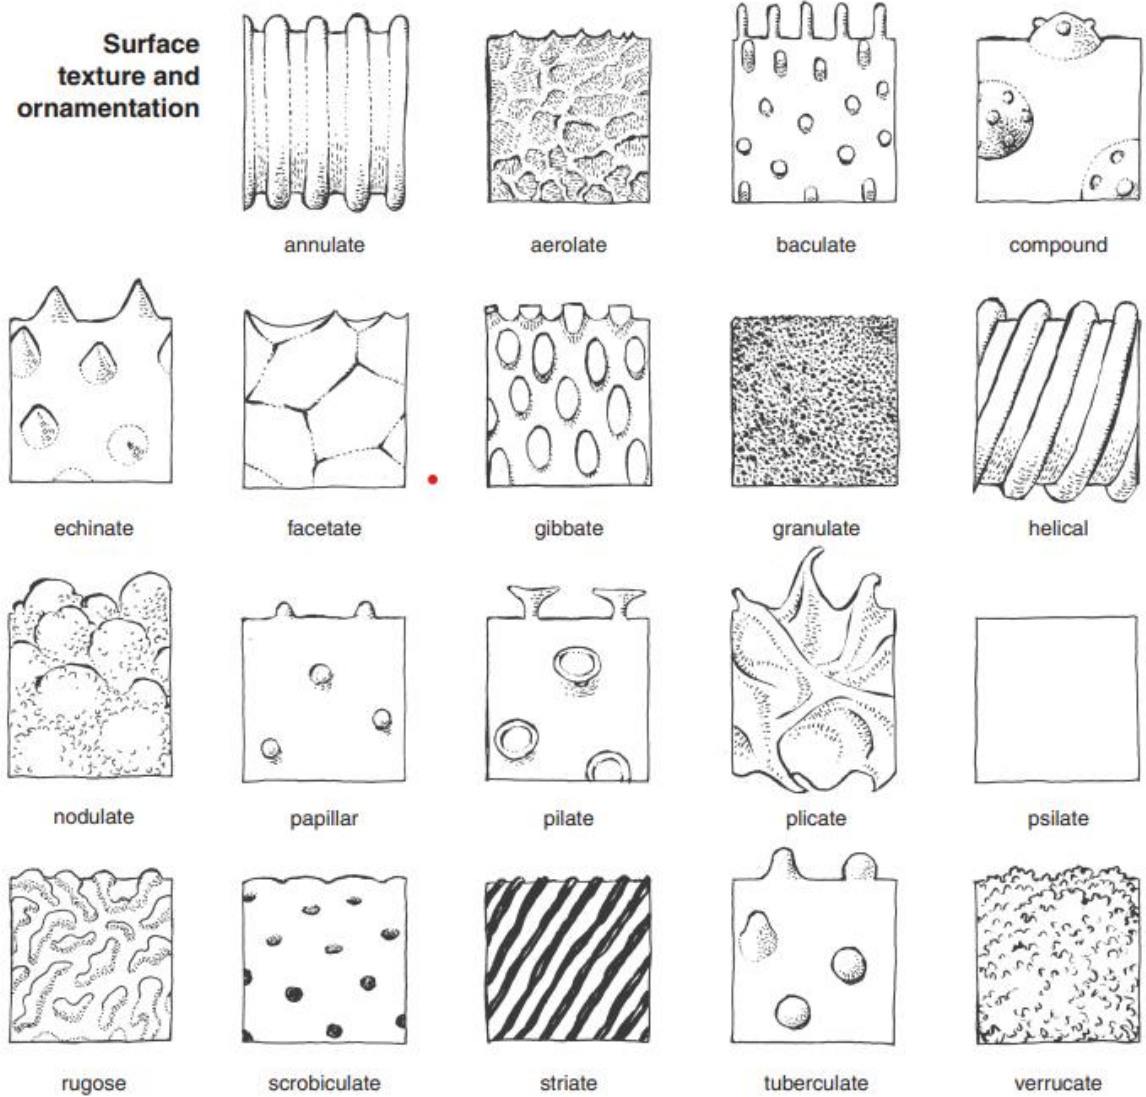 Surface
texture and
ornamentation
annulate
aerolate
baculate
compound
echinate
facetate
gibbate
granulate
helical
nodulate
papillar
pilate
plicate
psilate
rugose
scrobiculate
striate
tuberculate
verrucate